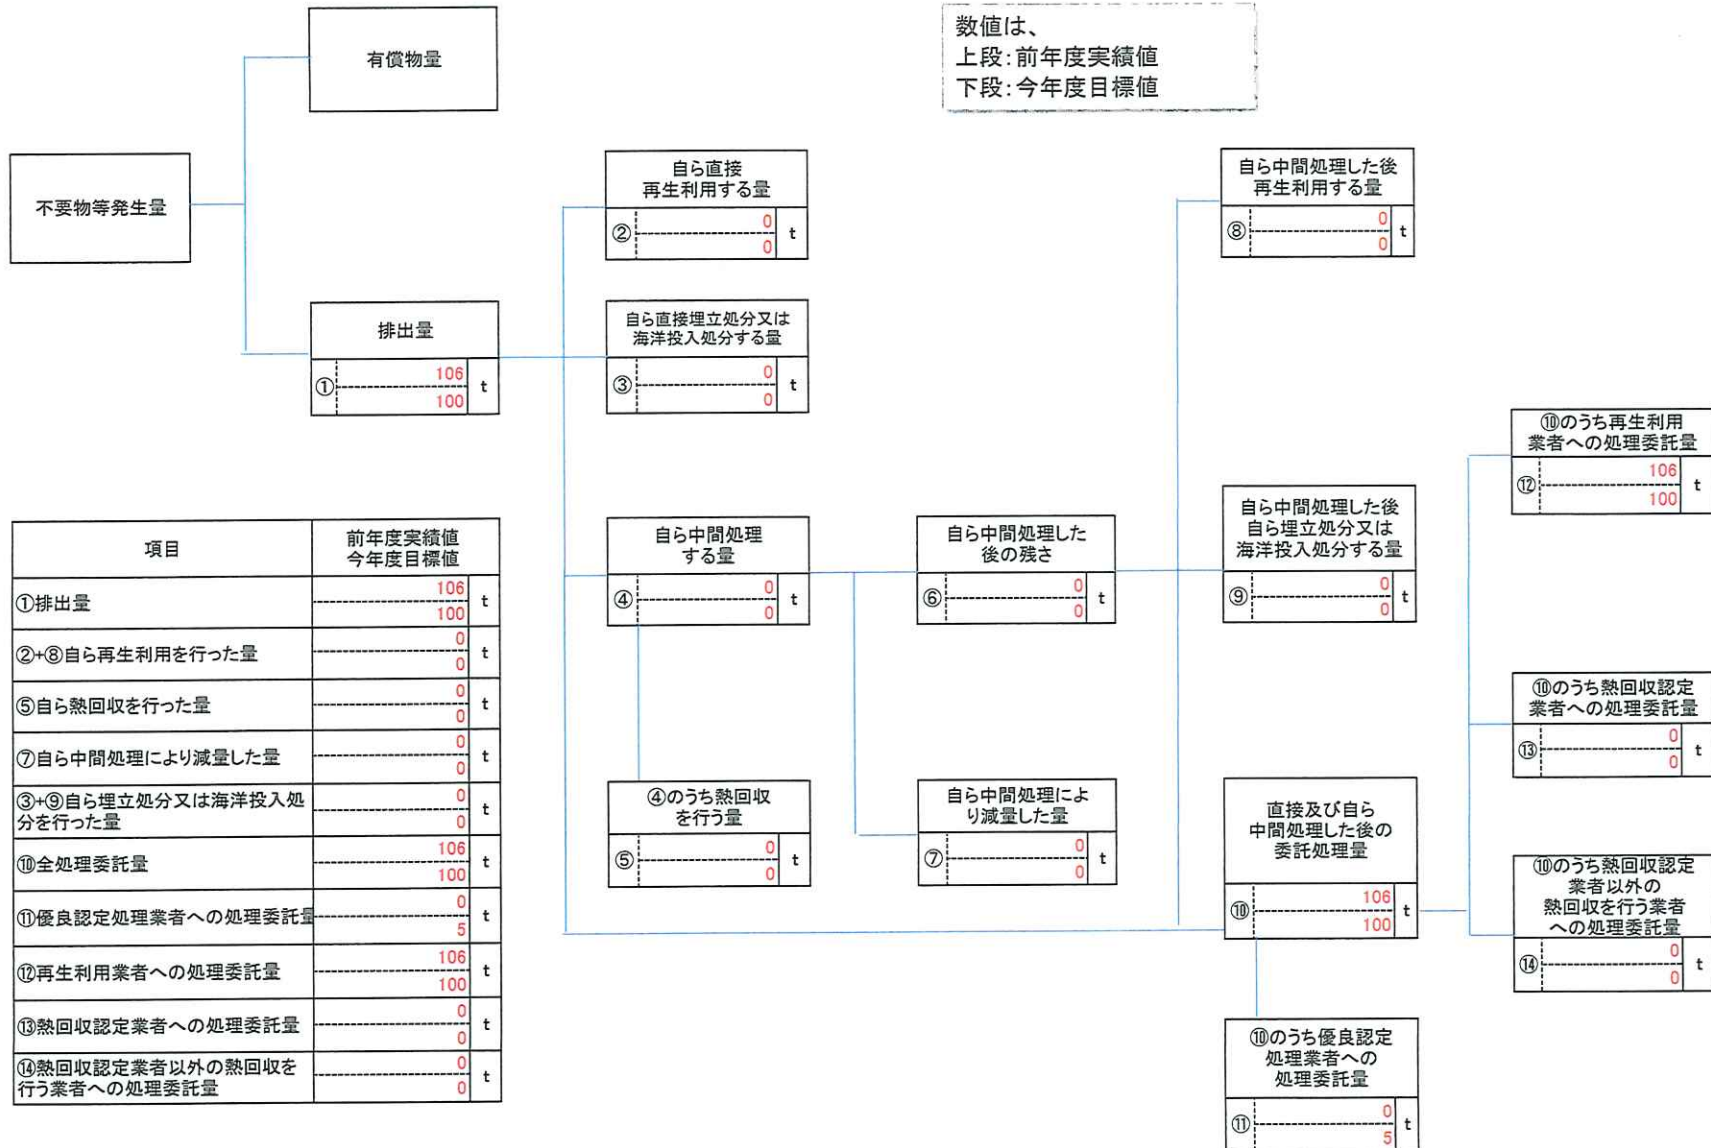 数値は、
上段：前年度実績値
下段：今年度目標値
有償物量
不要物等発生量
排出量
① 106 t
100
自ら直接
再生利用する量
② 0 t
0
自ら直接埋立処分又は
海洋投入処分する量
③ 0 t
0
自ら中間処理
する量
④ 0 t
0
④のうち熱回収
を行う量
⑤ 0 t
0
自ら中間処理した
後の残さ
⑥ 0 t
0
自ら中間処理によ
り減量した量
⑦ 0 t
0
自ら中間処理した後
再生利用する量
⑧ 0 t
0
自ら中間処理した後
自ら埋立処分又は
海洋投入処分する量
⑨ 0 t
0
直接及び自ら
中間処理した後の
委託処理量
⑩ 106 t
100
⑩のうち優良認定
処理業者への
処理委託量
⑪ 0 t
5
⑩のうち再生利用
業者への処理委託量
⑫ 106 t
100
⑩のうち熱回収認定
業者への処理委託量
⑬ 0 t
0
⑩のうち熱回収認定
業者以外の
熱回収を行う業者
への処理委託量
⑭ 0 t
0
項目 前年度実績値
今年度目標値
①排出量 106 t
100
②+⑧自ら再生利用を行った量 0 t
0
⑤自ら熱回収を行った量 0 t
0
⑦自ら中間処理により減量した量 0 t
0
③+⑨自ら埋立処分又は海洋投入処 0 t
分を行った量 0
⑩全処理委託量 106 t
100
⑪優良認定処理業者への処理委託量 0 t
5
⑫再生利用業者への処理委託量 106 t
100
⑬熱回収認定業者への処理委託量 0 t
0
⑭熱回収認定業者以外の熱回収を 0 t
行う業者への処理委託量 0